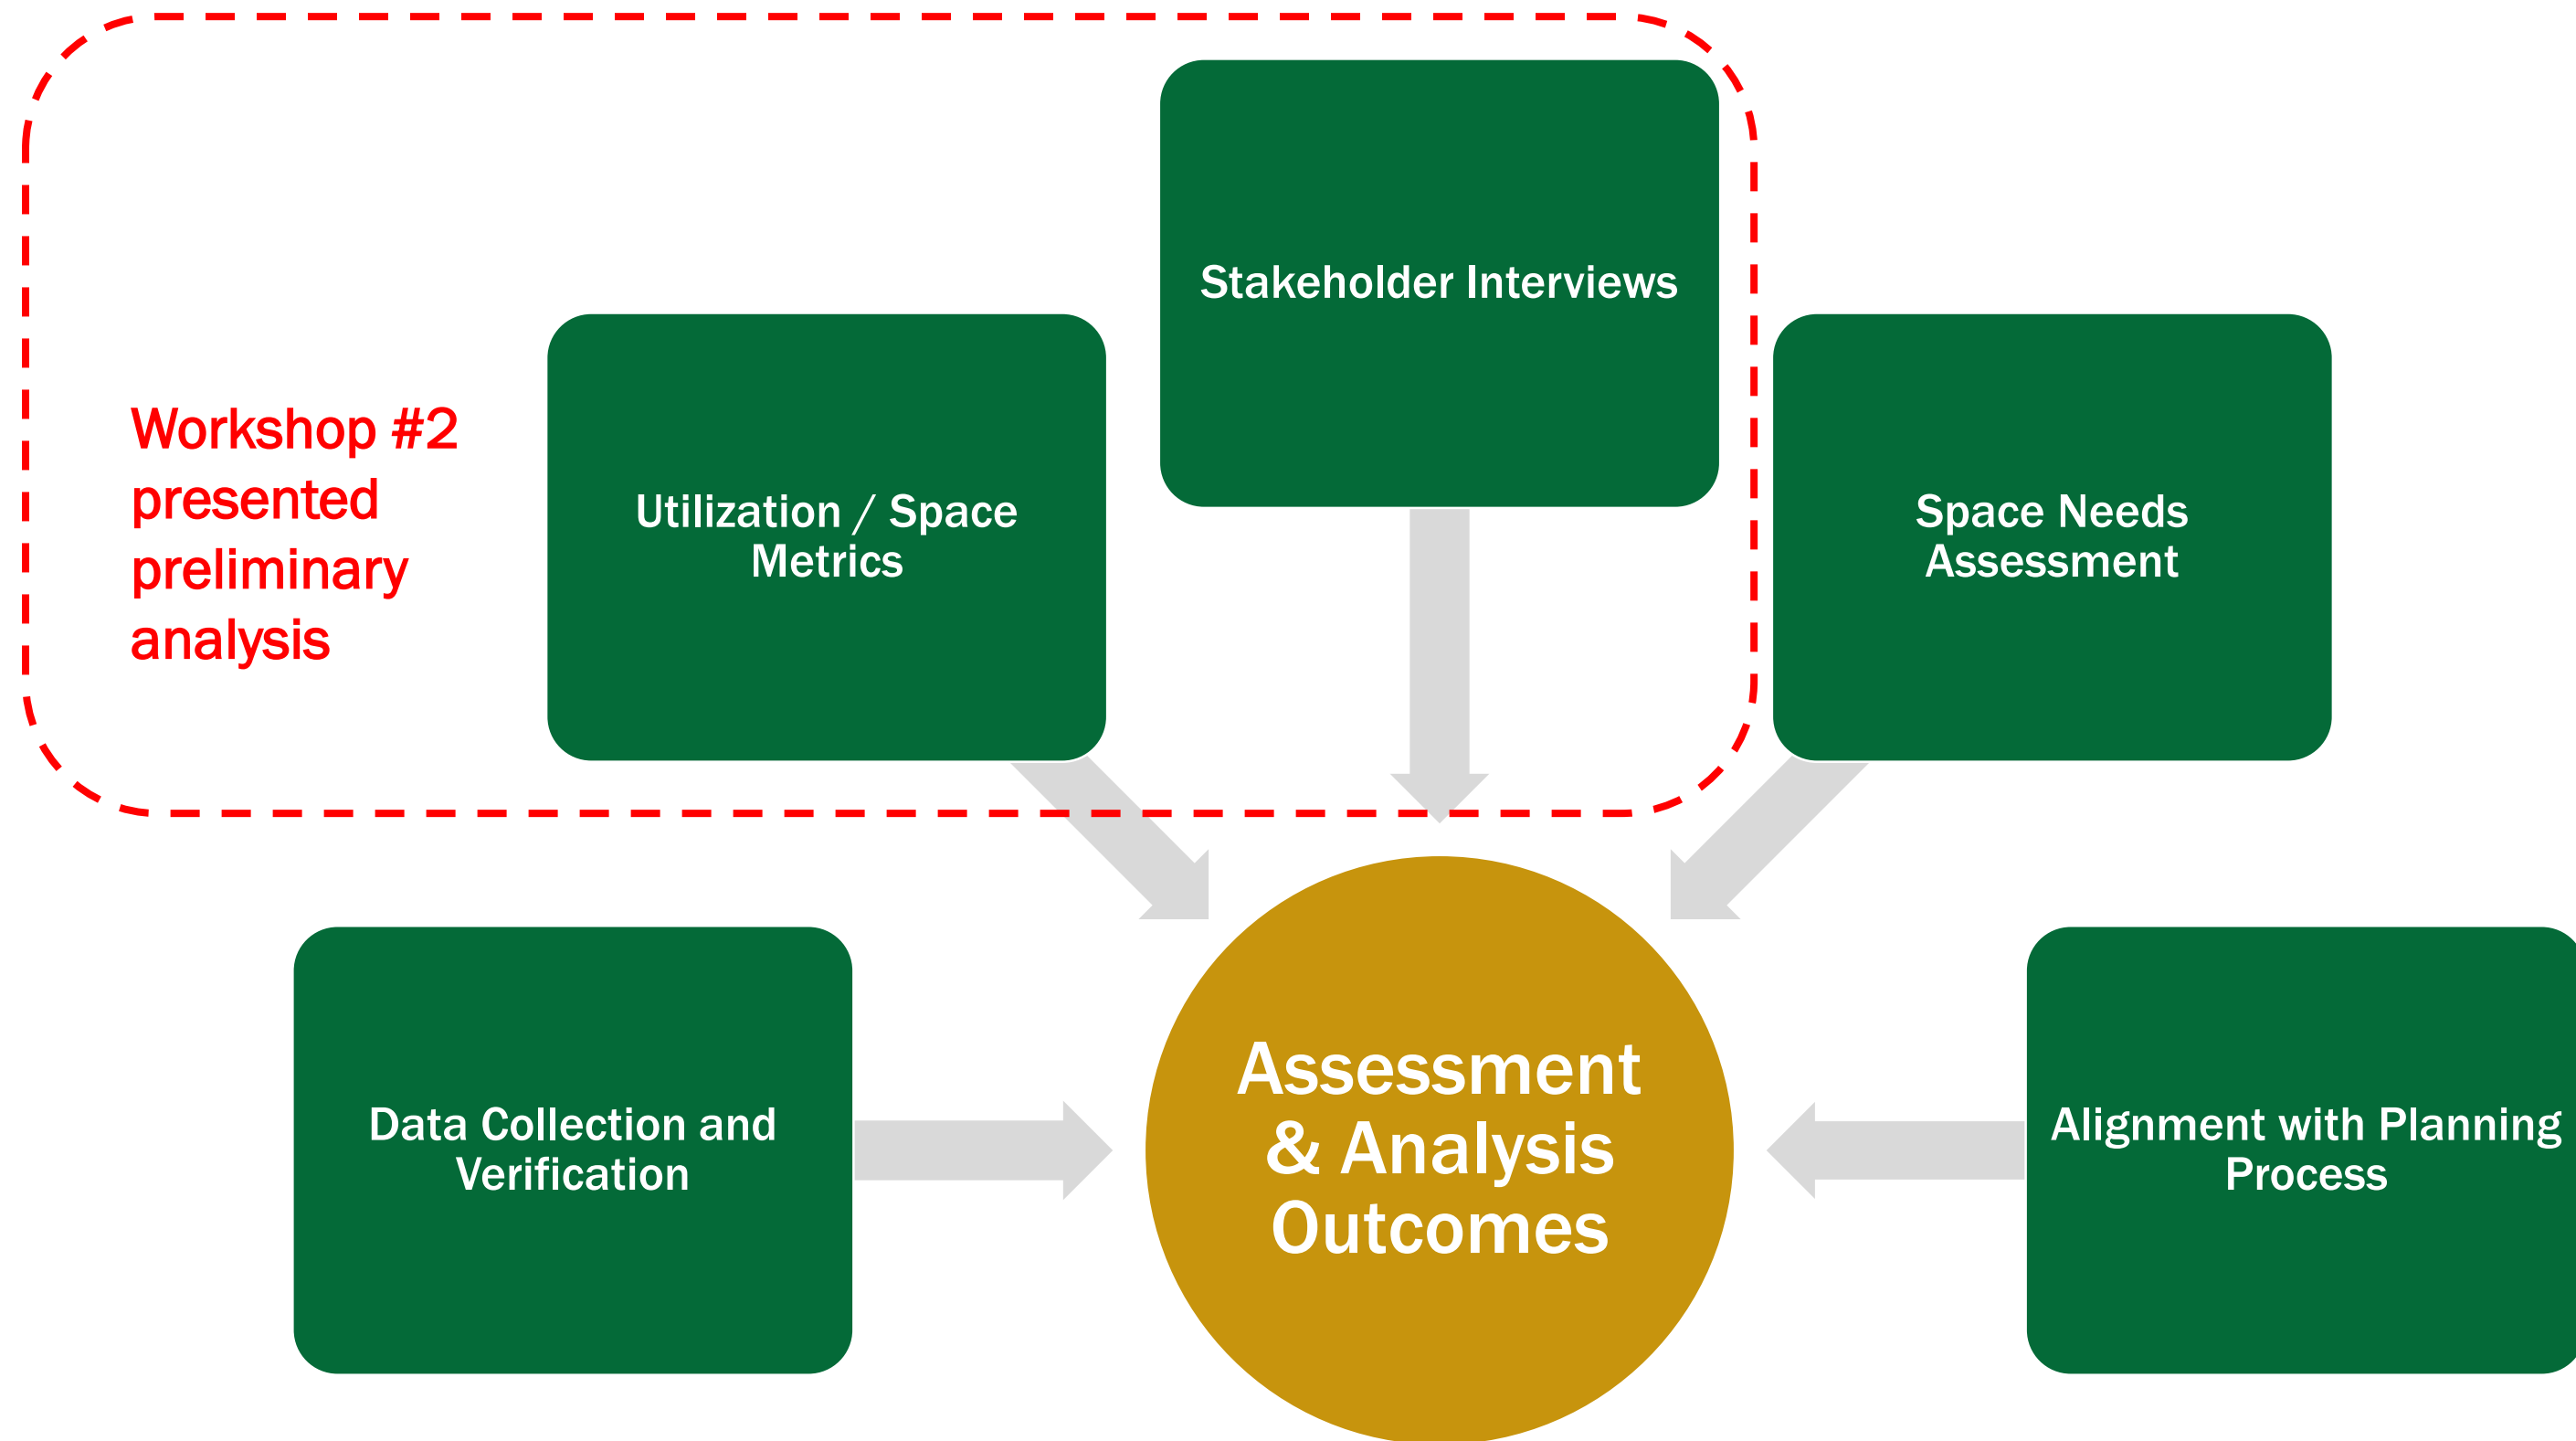 Stakeholder Interviews
Workshop #2
presented
preliminary
analysis
Utilization / Space
Metrics
Space Needs
Assessment
Data Collection and
Verification
Assessment
& Analysis
Outcomes
Alignment with Planning
Process